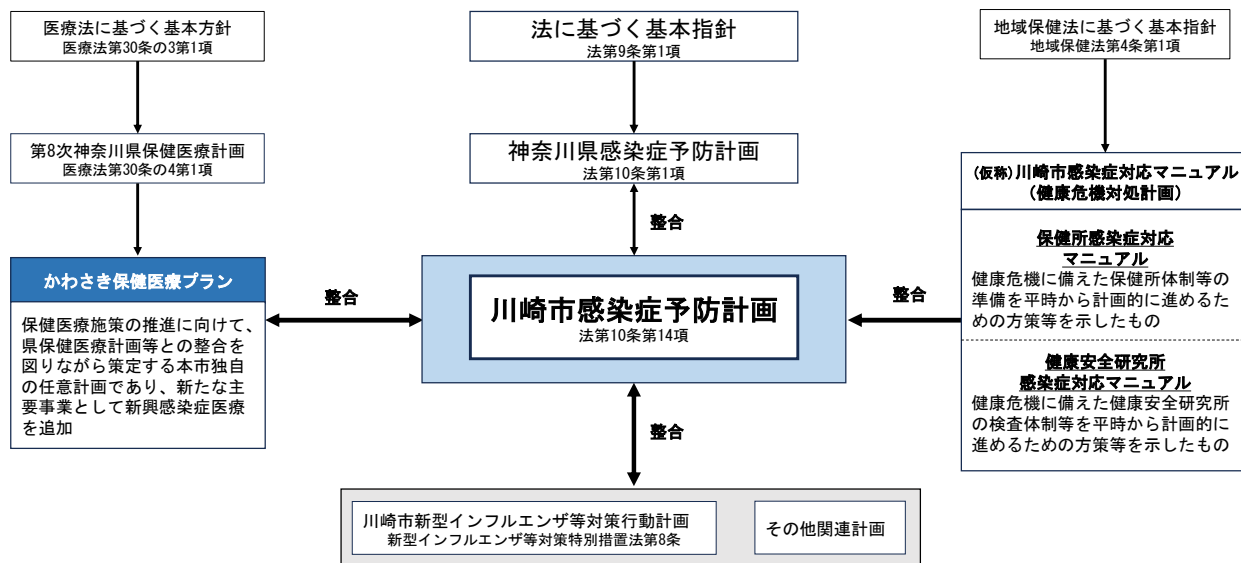 医療法に基づく基本方針
医療法第30条の3第1項
法に基づく基本指針
法第9条第1項
地域保健法に基づく基本指針
地域保健法第4条第1項
第8次神奈川県保健医療計画
医療法第30条の4第1項
神奈川県感染症予防計画
法第10条第1項
整合
(仮称)川崎市感染症対応マニュアル
(健康危機対処計画)
保健所感染症対応
マニュアル
健康危機に備えた保健所体制等の
準備を平時から計画的に進めるた
めの方策等を示したもの
健康安全研究所
感染症対応マニュアル
健康危機に備えた健康安全研究所
の検査体制等を平時から計画的に
進めるための方策等を示したもの
かわさき保健医療プラン
保健医療施策の推進に向けて、
県保健医療計画等との整合を
図りながら策定する本市独自
の任意計画であり、新たな主
要事業として新興感染症医療
を追加
整合
川崎市感染症予防計画
法第10条第14項
整合
整合
川崎市新型インフルエンザ等対策行動計画
新型インフルエンザ等対策特別措置法第8条
その他関連計画